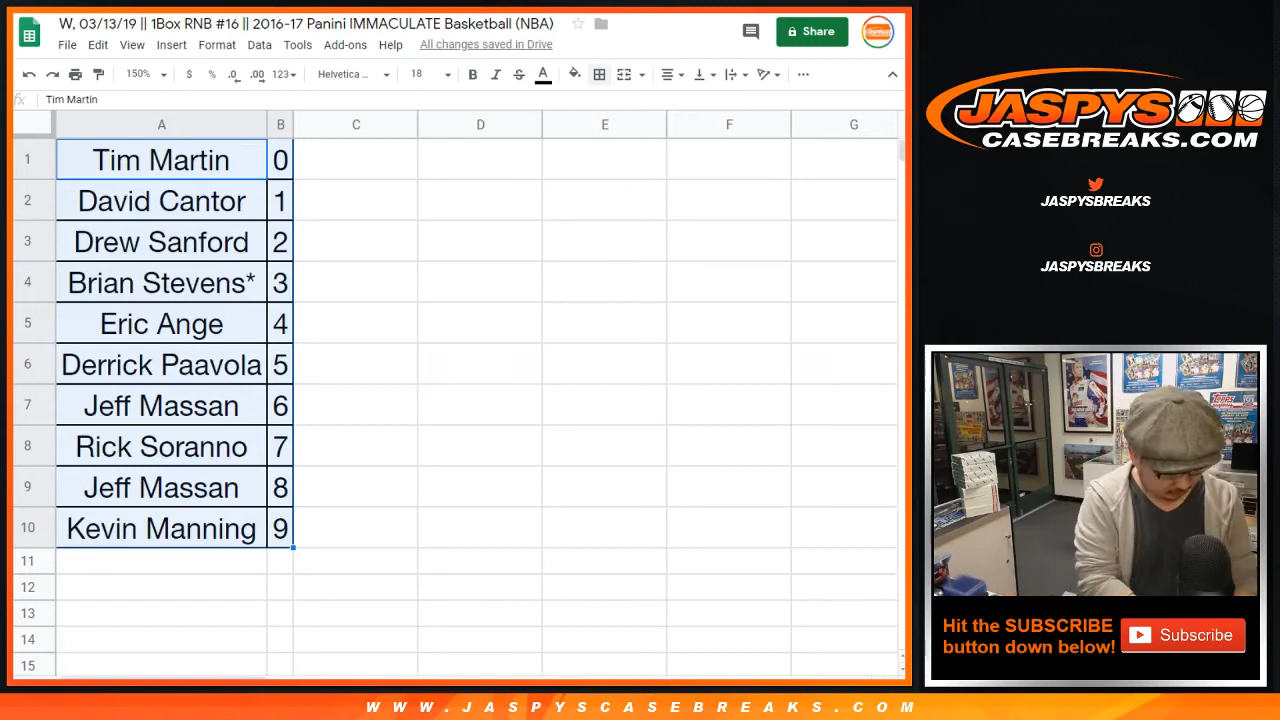 W, 03/13/19 || 1Box RNB #16 || 2016-17 Panini IMMACULATE Basketball (NBA)
File Edit View Insert Format Data Tools Add-ons Help All changes saved in Drive
Share
150% $ % .0 .00 123 Helvetica ... 18 B I S A
fx Tim Martin
A B C D E F G
1 Tim Martin 0
2 David Cantor 1
3 Drew Sanford 2
4 Brian Stevens* 3
5 Eric Ange 4
6 Derrick Paavola 5
7 Jeff Massan 6
8 Rick Soranno 7
9 Jeff Massan 8
10 Kevin Manning 9
11
12
13
14
15
JASPYS
CASEBREAKS.COM
JASPYSBREAKS
JASPYSBREAKS
Hit the SUBSCRIBE
button down below!
Subscribe
WWW.JASPYSCASEBREAKS.COM